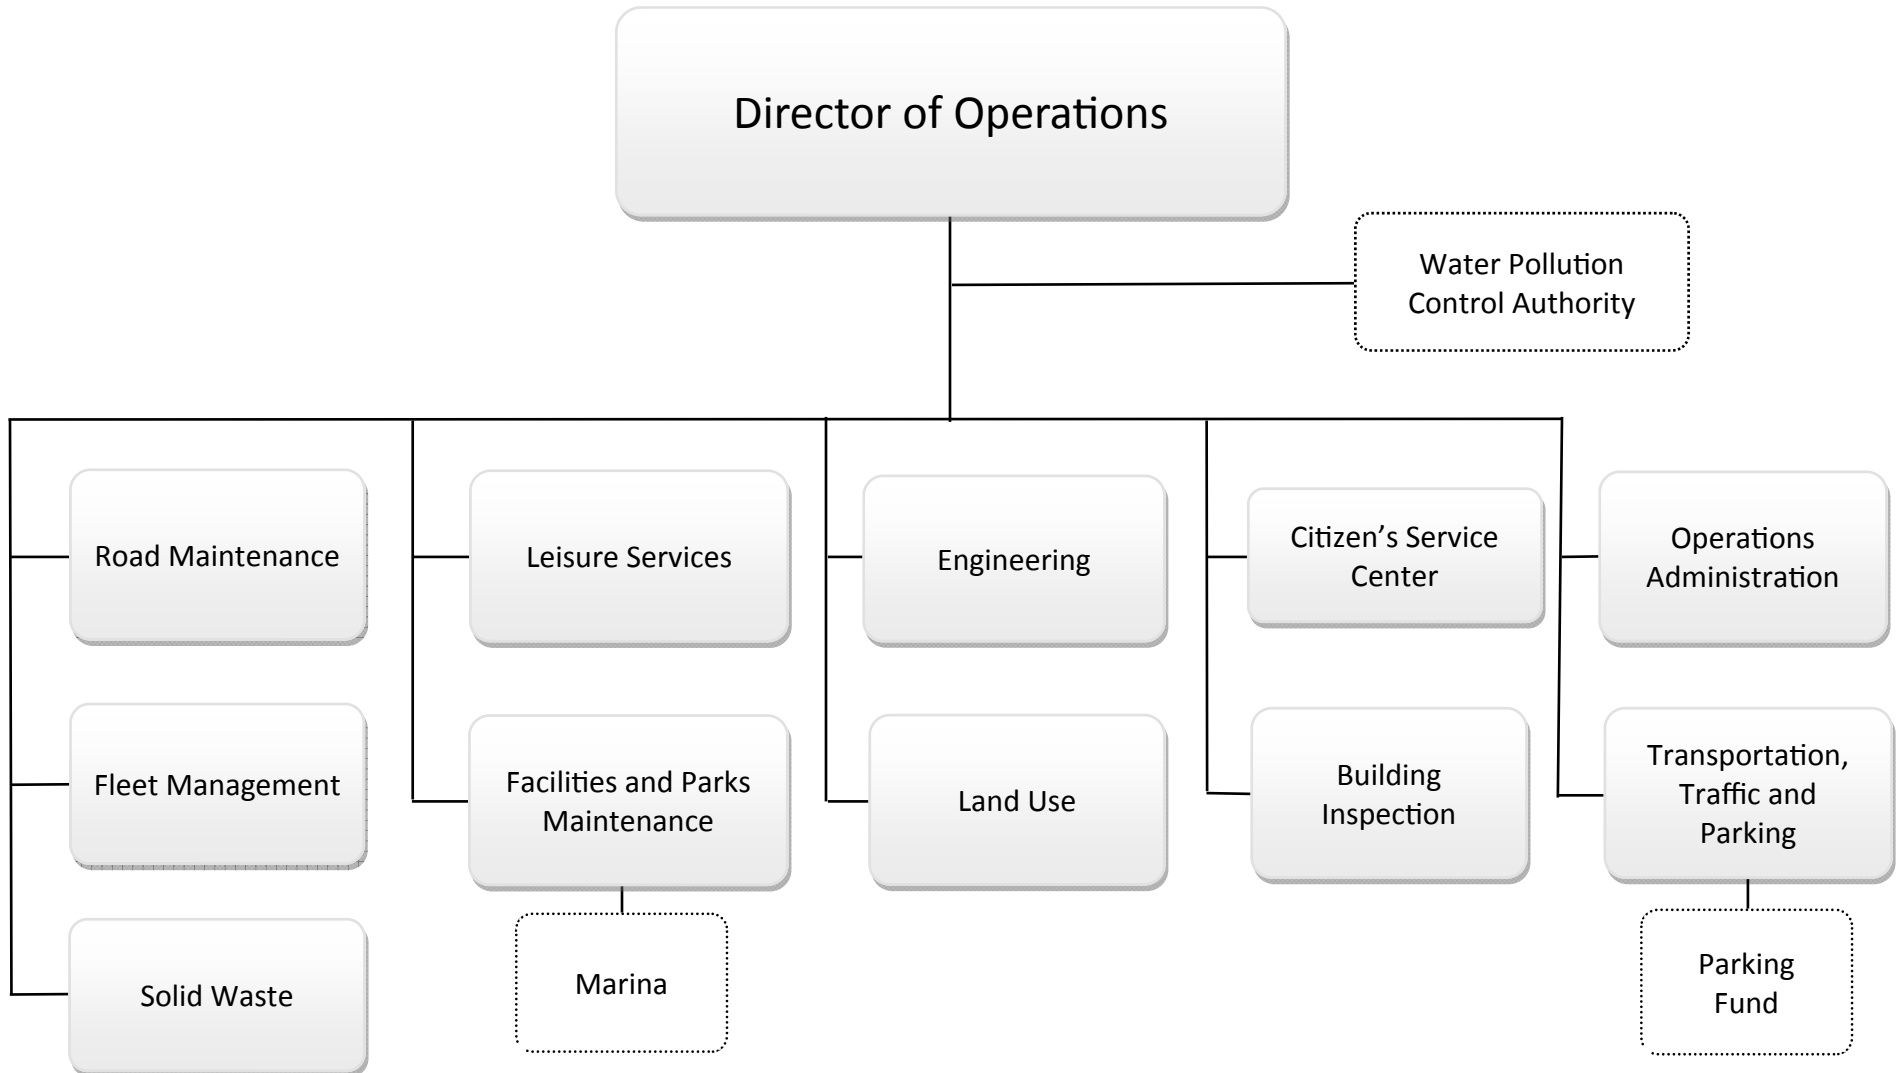 Director of Operations
Water Pollution
Control Authority
Road Maintenance
Leisure Services
Engineering
Citizen’s Service
Center
Operations
Administration
Fleet Management
Facilities and Parks
Maintenance
Land Use
Building
Inspection
Transportation,
Traffic and
Parking
Solid Waste
Marina
Parking
Fund